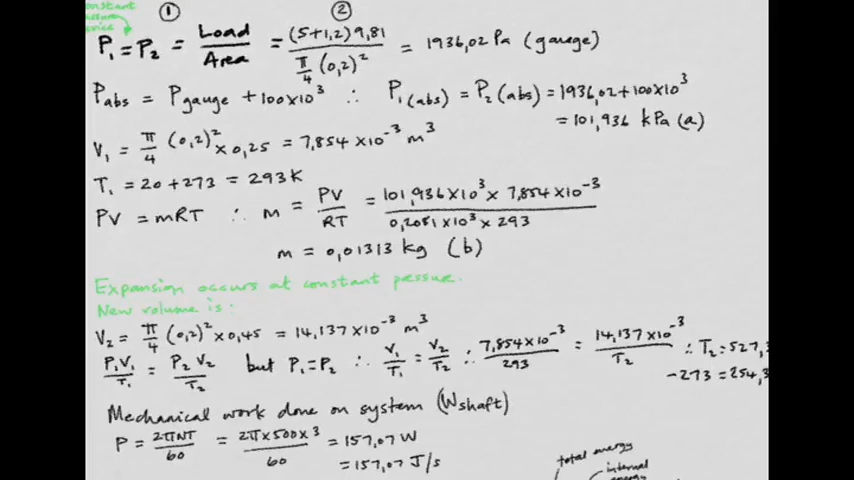 constant
① ②
P₁ = P₂ = Load/Area = (5+1,2)9,81 / π/4 (0,2)² = 1936,02 Pa (gauge)
Pabs = Pgauge + 100×10³ ∴ P₁(abs) = P₂(abs) = 1936,02+100×10³
= 101,936 kPa (a)
V₁ = π/4 (0,2)² × 0,25 = 7,854 × 10⁻³ m³
T₁ = 20 + 273 = 293 K
PV = mRT ∴ m = PV/RT = 101,936×10³ × 7,854 ×10⁻³ / 0,2081×10³ × 293
m = 0,01313 kg (b)
Expansion occurs at constant pessure.
New volume is:
V₂ = π/4 (0,2)² × 0,45 = 14,137 × 10⁻³ m³
P₁V₁/T₁ = P₂V₂/T₂ but P₁ = P₂ ∴ V₁/T₁ = V₂/T₂ ∴ 7,854×10⁻³/293 = 14,137×10⁻³/T₂ ∴ T₂ = 527,3
-273 = 254,3
Mechanical work done on system (Wshaft)
P = 2πNT/60 = 2π×500×3/60 = 157,07 W
= 157,07 J/s
total energy
internal
energy